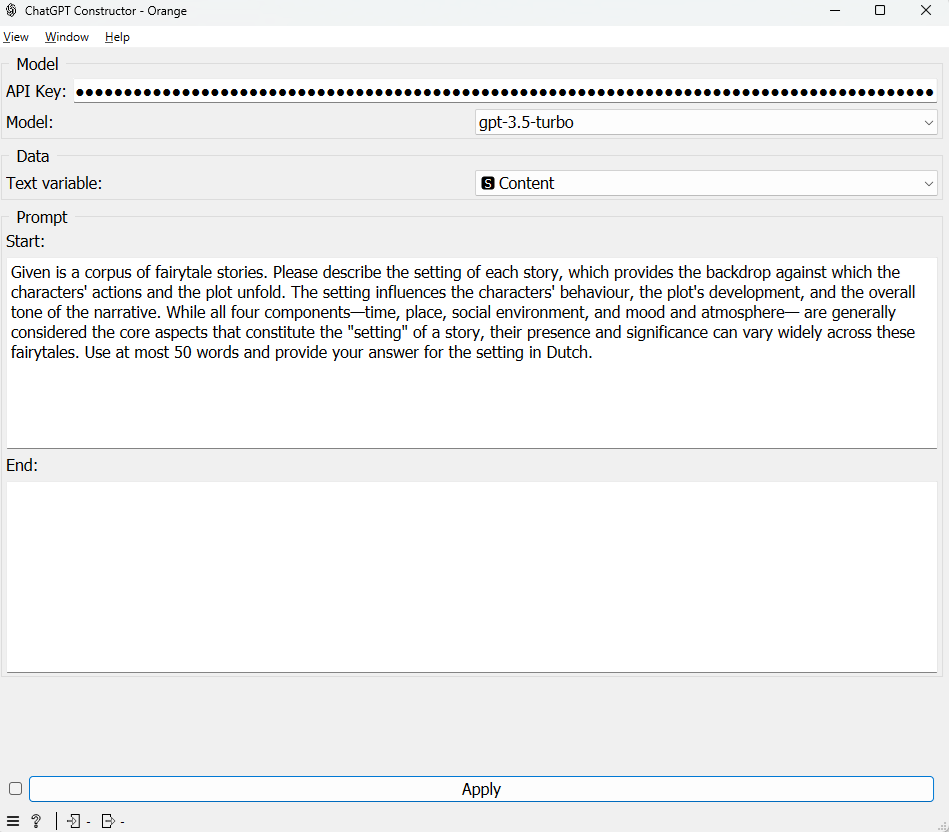 ChatGPT Constructor - Orange
View Window Help
Model
API Key: ●●●●●●●●●●●●●●●●●●●●●●●●●●●●●●●●●●●●●●●●●●●●●●●●●●●●●●●●●●●●●●●●●●●●●●●●●●●●●●●●●●●●●●
Model: gpt-3.5-turbo
Data
Text variable: S Content
Prompt
Start:
Given is a corpus of fairytale stories. Please describe the setting of each story, which provides the backdrop against which the
characters' actions and the plot unfold. The setting influences the characters' behaviour, the plot's development, and the overall
tone of the narrative. While all four components—time, place, social environment, and mood and atmosphere— are generally
considered the core aspects that constitute the "setting" of a story, their presence and significance can vary widely across these
fairytales. Use at most 50 words and provide your answer for the setting in Dutch.
End:
Apply
? | - -